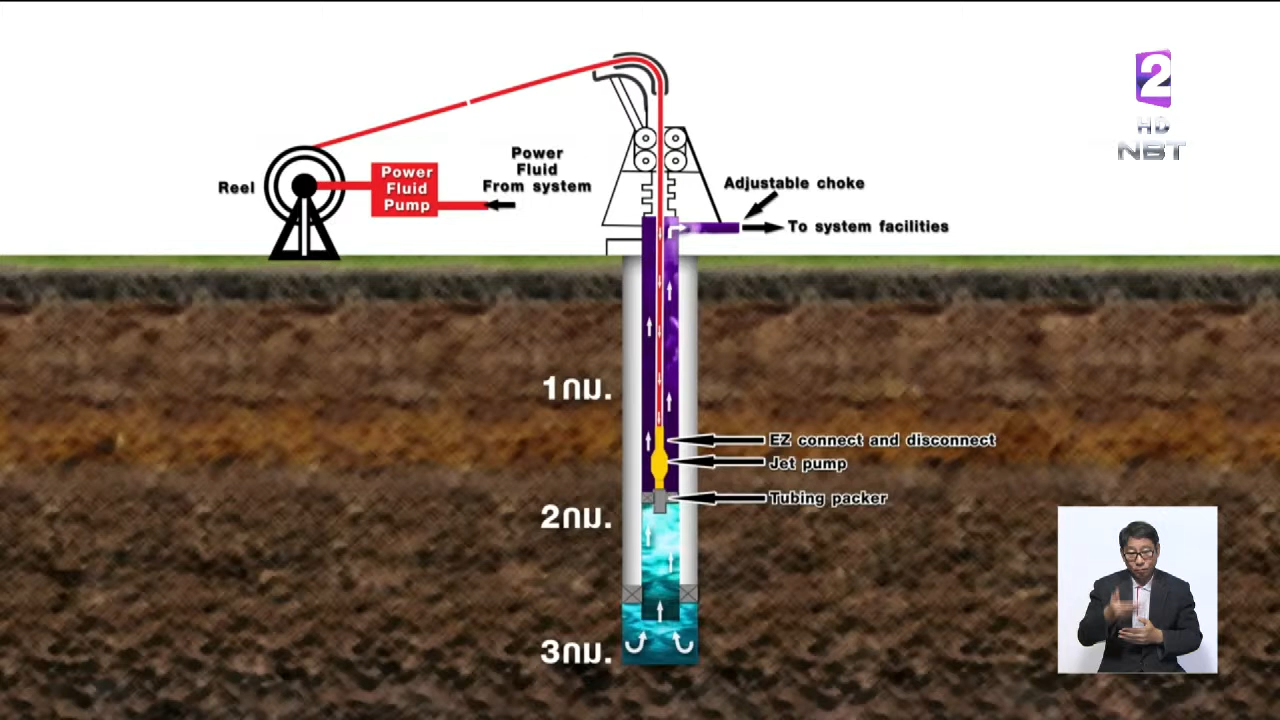 2
HD
NBT
Power
Fluid
From system
Reel
Power
Fluid
Pump
Adjustable choke
To system facilities
1กม.
EZ connect and disconnect
Jet pump
Tubing packer
2กม.
3กม.